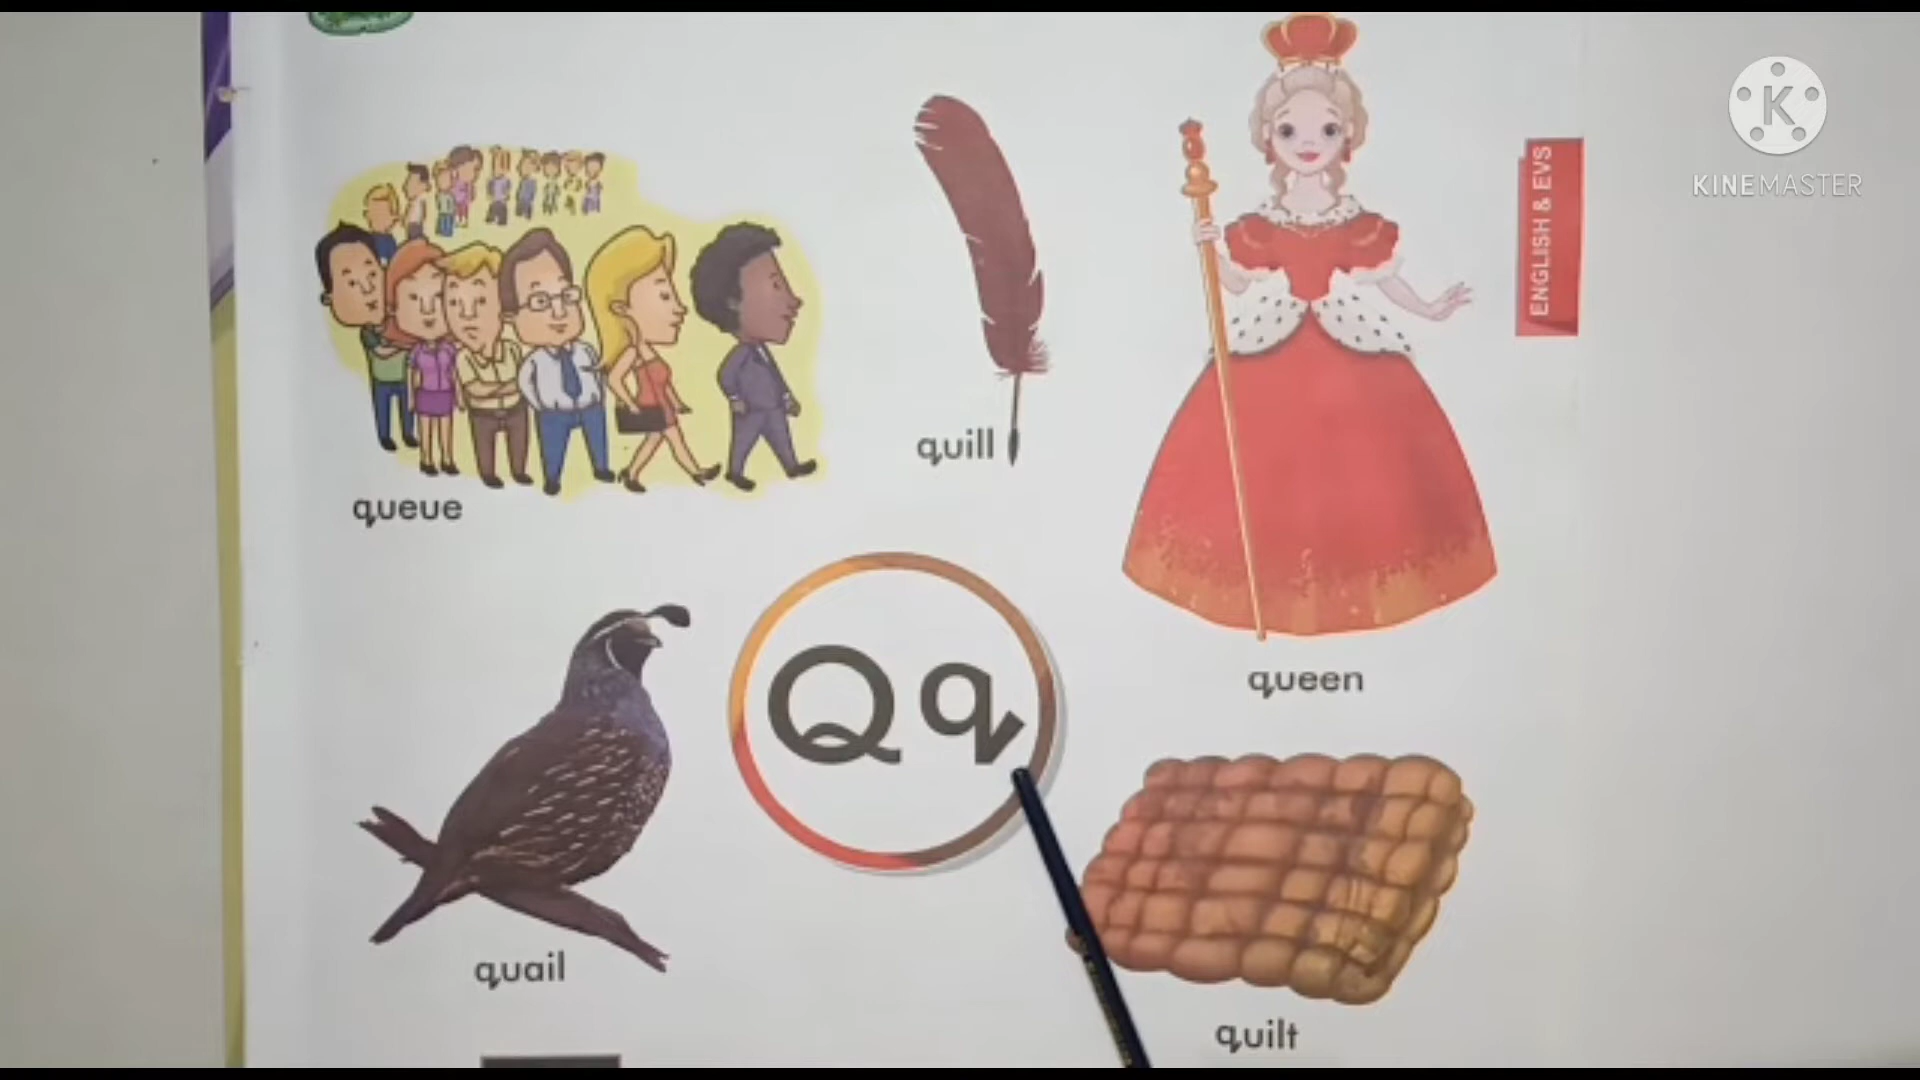 KINEMASTER
ENGLISH & EVS
quill
queue
queen
Q q
quail
quilt